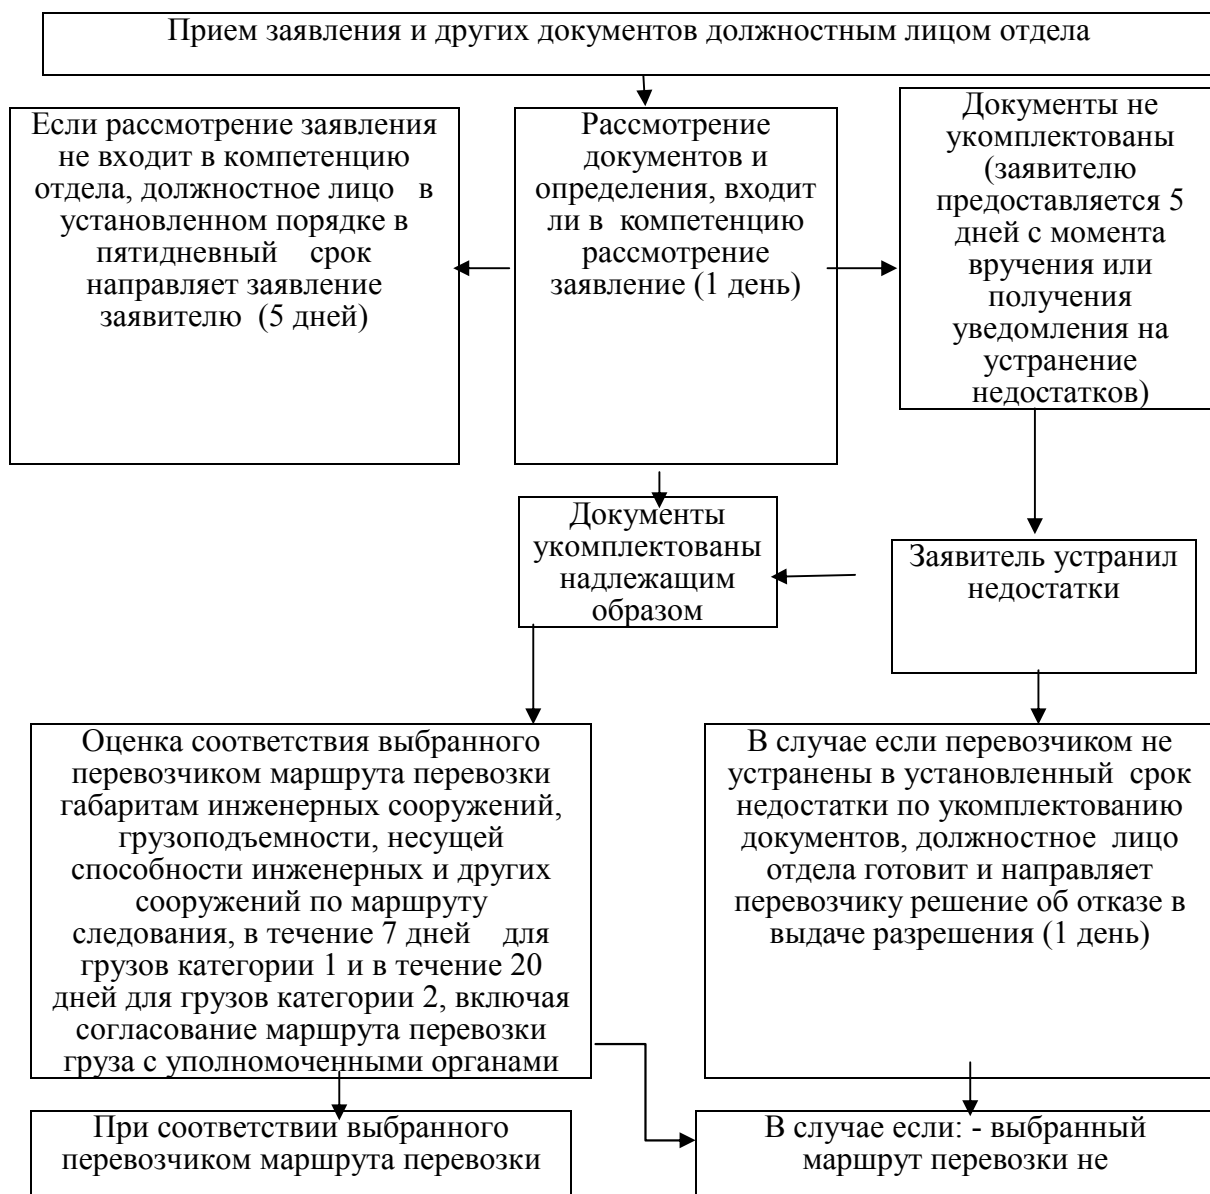 Прием заявления и других документов должностным лицом отдела
Если рассмотрение заявления
не входит в компетенцию
отдела, должностное лицо в
установленном порядке в
пятидневный срок
направляет заявление
заявителю (5 дней)
Рассмотрение
документов и
определения, входит
ли в компетенцию
рассмотрение
заявление (1 день)
Документы не
укомплектованы
(заявителю
предоставляется 5
дней с момента
вручения или
получения
уведомления на
устранение
недостатков)
Документы
укомплектованы
надлежащим
образом
Заявитель устранил
недостатки
Оценка соответствия выбранного
перевозчиком маршрута перевозки
габаритам инженерных сооружений,
грузоподъемности, несущей
способности инженерных и других
сооружений по маршруту
следования, в течение 7 дней для
грузов категории 1 и в течение 20
дней для грузов категории 2, включая
согласование маршрута перевозки
груза с уполномоченными органами
В случае если перевозчиком не
устранены в установленный срок
недостатки по укомплектованию
документов, должностное лицо
отдела готовит и направляет
перевозчику решение об отказе в
выдаче разрешения (1 день)
При соответствии выбранного
перевозчиком маршрута перевозки
В случае если: - выбранный
маршрут перевозки не